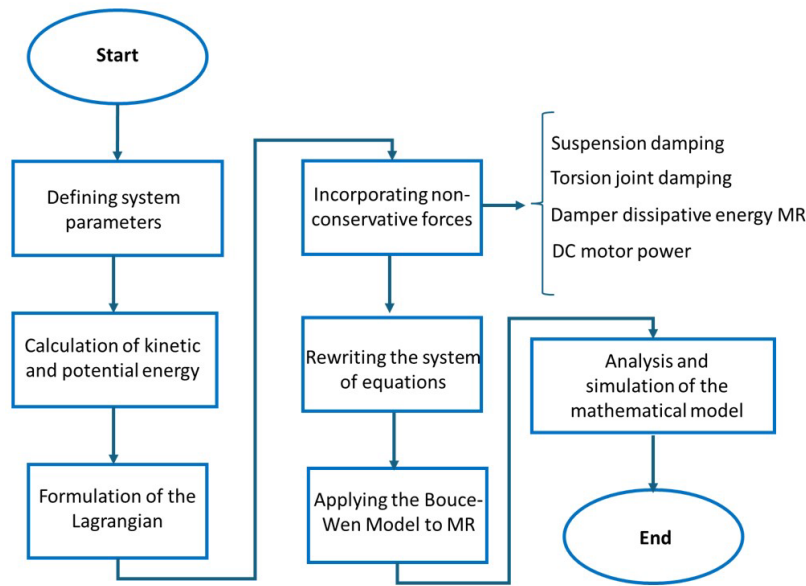 Start
Defining system
parameters
Calculation of kinetic
and potential energy
Formulation of the
Lagrangian
Incorporating non-
conservative forces
Suspension damping
Torsion joint damping
Damper dissipative energy MR
DC motor power
Rewriting the system
of equations
Applying the Bouce-
Wen Model to MR
Analysis and
simulation of the
mathematical model
End